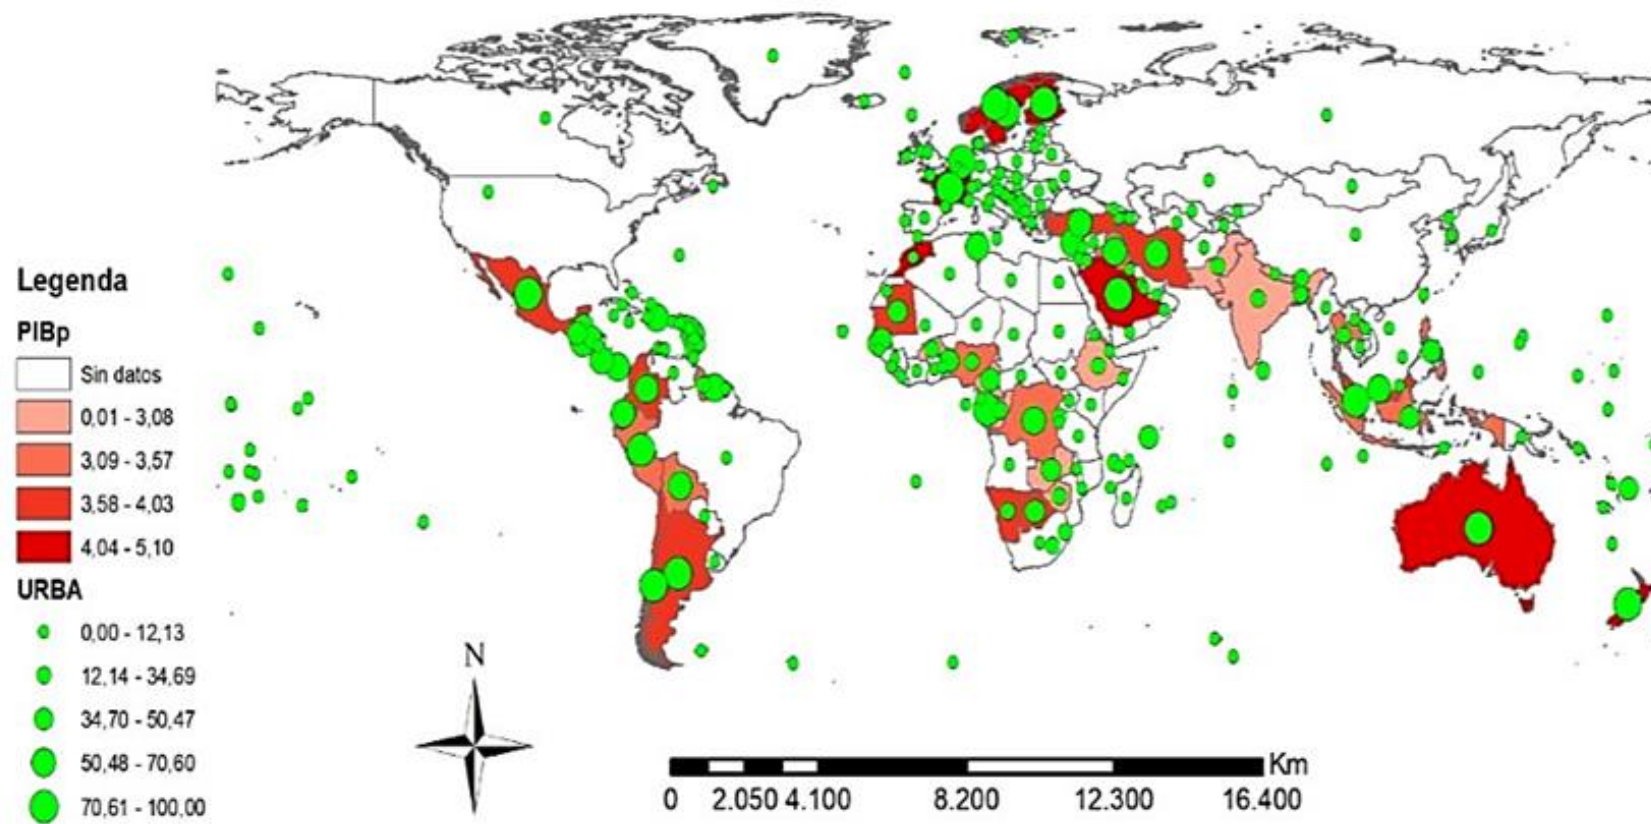 Legenda
PIBp
Sin datos
0,01 - 3,08
3,09 - 3,57
3,58 - 4,03
4,04 - 5,10
URBA
0,00 - 12,13
12,14 - 34,69
34,70 - 50,47
50,48 - 70,60
70,61 - 100,00
N
Km
0 2.050 4.100 8.200 12.300 16.400